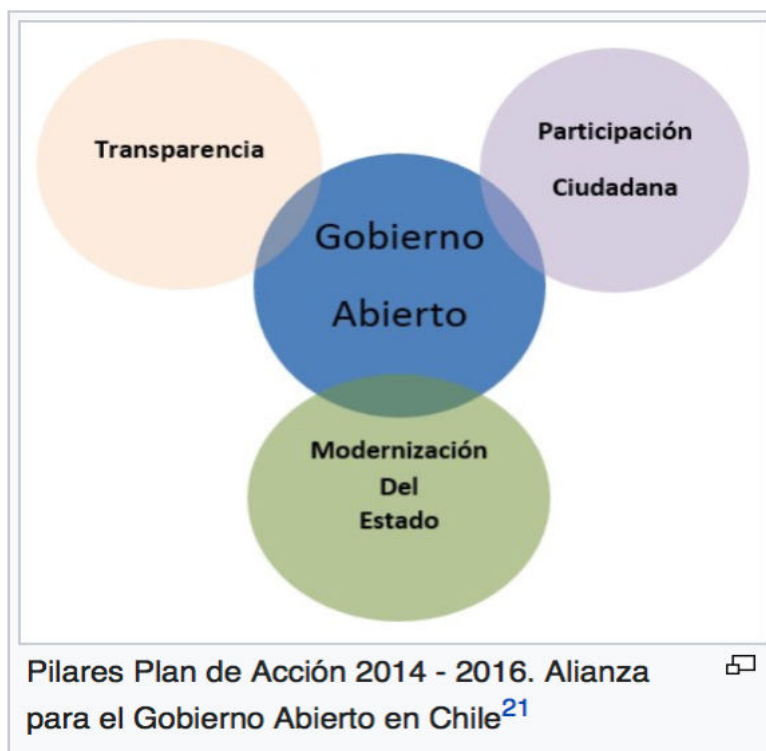 Transparencia
Participación
Ciudadana
Gobierno
Abierto
Modernización
Del
Estado
Pilares Plan de Acción 2014 - 2016. Alianza
para el Gobierno Abierto en Chile21